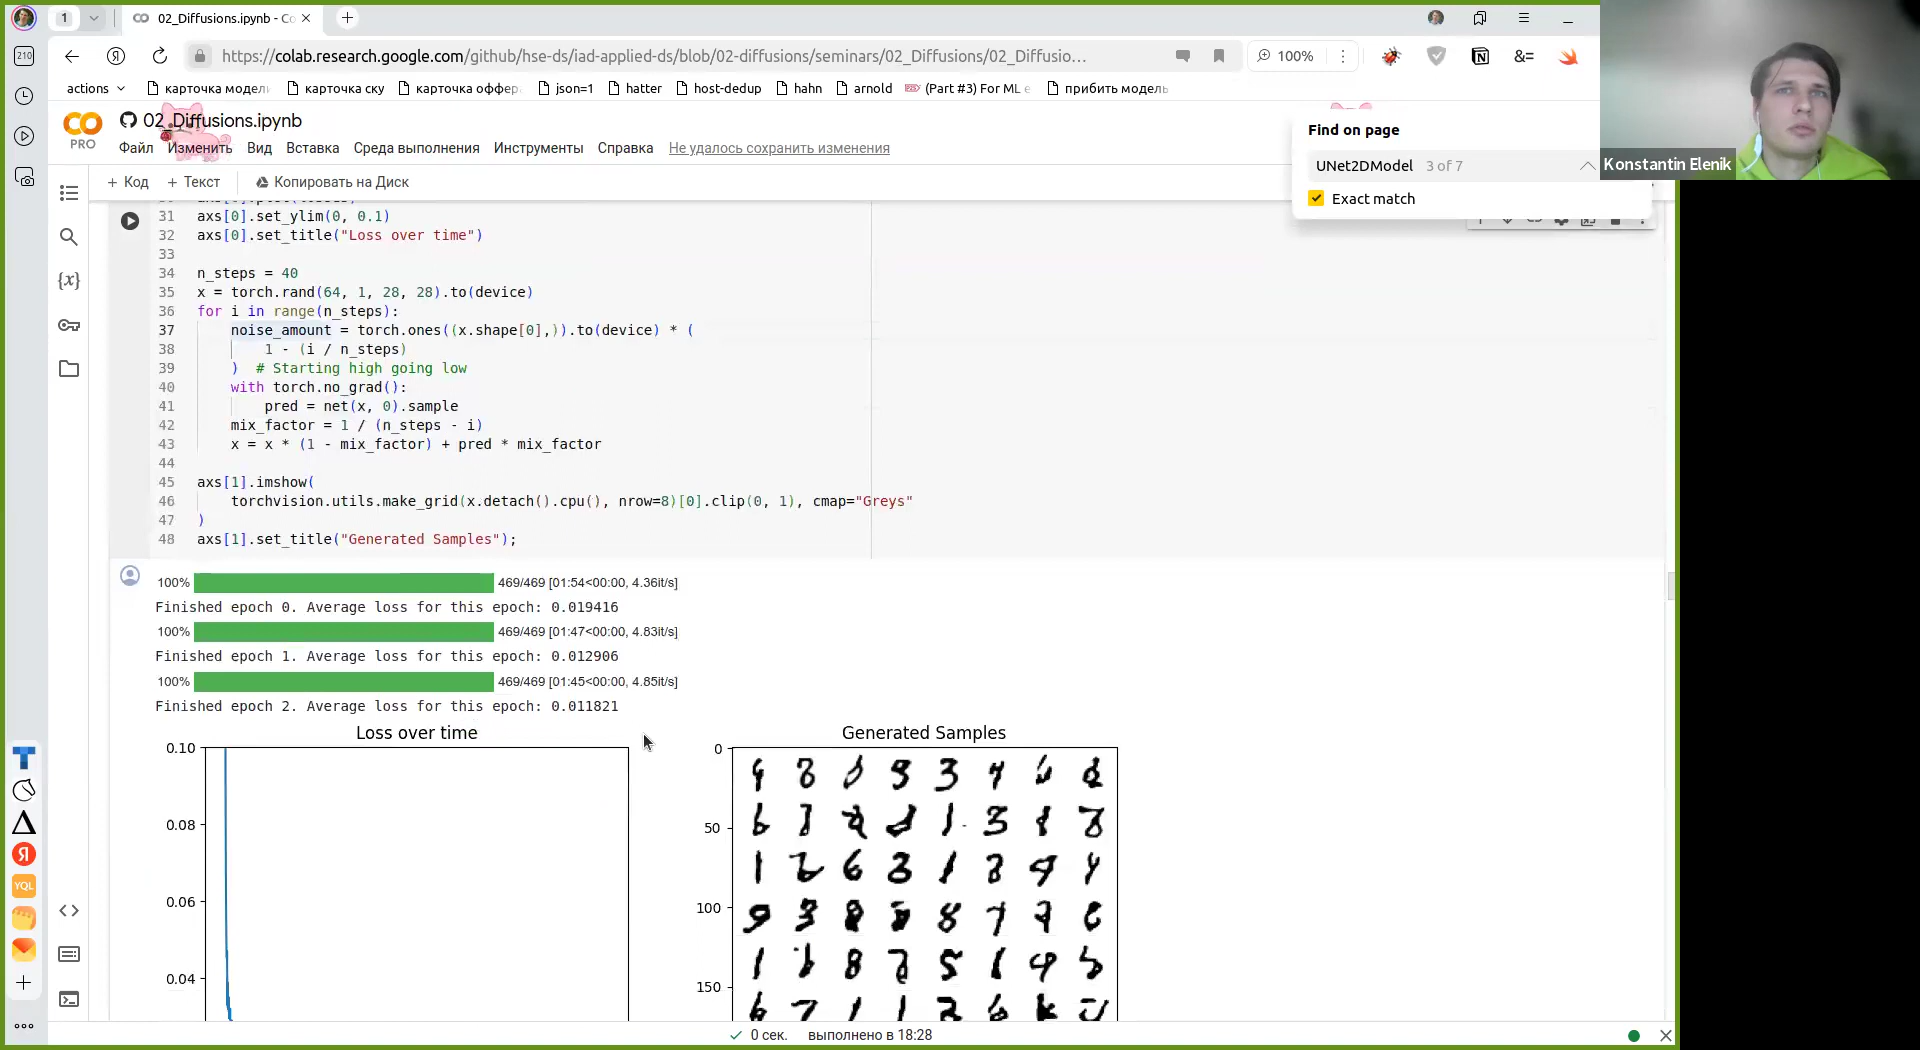 1
02_Diffusions.ipynb - Co
210
https://colab.research.google.com/github/hse-ds/iad-applied-ds/blob/02-diffusions/seminars/02_Diffusions/02_Diffusio...
100%
actions
карточка модели
карточка ску
карточка оффер
json=1
hatter
host-dedup
hahn
arnold
(Part #3) For ML e
прибить модель
PRO
02_Diffusions.ipynb
Файл Изменить Вид Вставка Среда выполнения Инструменты Справка Не удалось сохранить изменения
+ Код + Текст Копировать на Диск
Find on page
UNet2DModel 3 of 7
Exact match
Konstantin Elenik
31 axs[0].set_ylim(0, 0.1)
32 axs[0].set_title("Loss over time")
33
34 n_steps = 40
35 x = torch.rand(64, 1, 28, 28).to(device)
36 for i in range(n_steps):
37 noise_amount = torch.ones((x.shape[0],)).to(device) * (
38 1 - (i / n_steps)
39 ) # Starting high going low
40 with torch.no_grad():
41 pred = net(x, 0).sample
42 mix_factor = 1 / (n_steps - i)
43 x = x * (1 - mix_factor) + pred * mix_factor
44
45 axs[1].imshow(
46 torchvision.utils.make_grid(x.detach().cpu(), nrow=8)[0].clip(0, 1), cmap="Greys"
47 )
48 axs[1].set_title("Generated Samples");
100% 469/469 [01:54<00:00, 4.36it/s]
Finished epoch 0. Average loss for this epoch: 0.019416
100% 469/469 [01:47<00:00, 4.83it/s]
Finished epoch 1. Average loss for this epoch: 0.012906
100% 469/469 [01:45<00:00, 4.85it/s]
Finished epoch 2. Average loss for this epoch: 0.011821
Loss over time
0.10
0.08
0.06
0.04
Generated Samples
0
50
100
150
YQL
0 сек. выполнено в 18:28